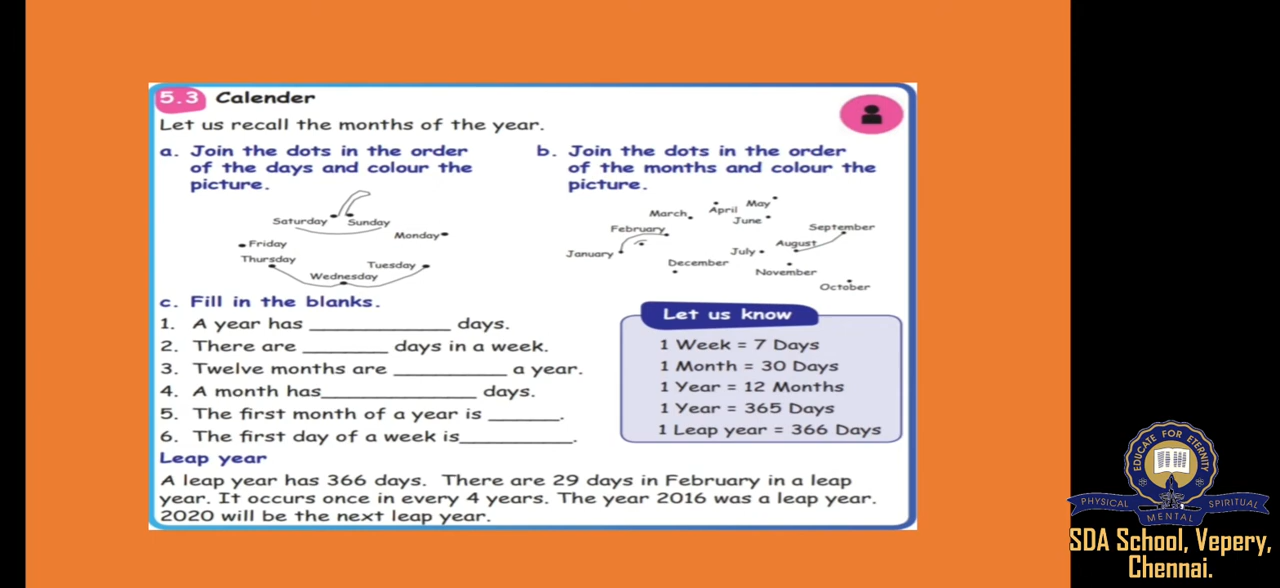 5.3 Calender
Let us recall the months of the year.
a. Join the dots in the order
of the days and colour the
picture.
Saturday
Sunday
Monday
Friday
Thursday
Tuesday
Wednesday
b. Join the dots in the order
of the months and colour the
picture.
May
April
March
June
September
February
August
January
July
December
November
October
c. Fill in the blanks.
1. A year has ______________ days.
2. There are _________ days in a week.
3. Twelve months are ____________ a year.
4. A month has________________ days.
5. The first month of a year is _______.
6. The first day of a week is____________.
Let us know
1 Week = 7 Days
1 Month = 30 Days
1 Year = 12 Months
1 Year = 365 Days
1 Leap year = 366 Days
Leap year
A leap year has 366 days. There are 29 days in February in a leap
year. It occurs once in every 4 years. The year 2016 was a leap year.
2020 will be the next leap year.
EDUCATE FOR ETERNITY
PHYSICAL
MENTAL
SPIRITUAL
SDA School, Vepery,
Chennai.